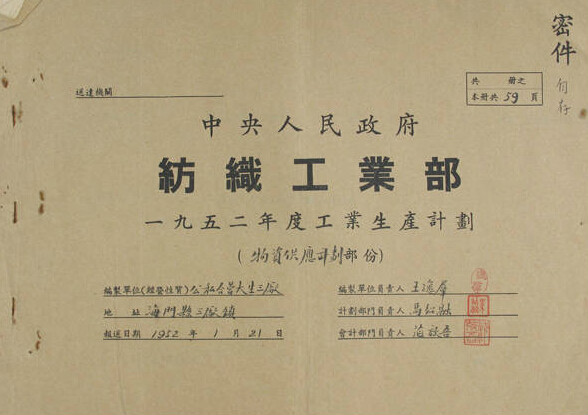 密件
送達機關
共 册之
本册共 59 頁
中央人民政府
紡織工業部
一九五二年度工業生產計劃
(物資供應計劃部份)
編製單位(經營性質) 公私合营大生三廠
地 址 海門縣三廠鎮
報送日期 1952 年 1 月 21 日
編製單位負責人 王
計劃部門負責人 馬
會計部門負責人